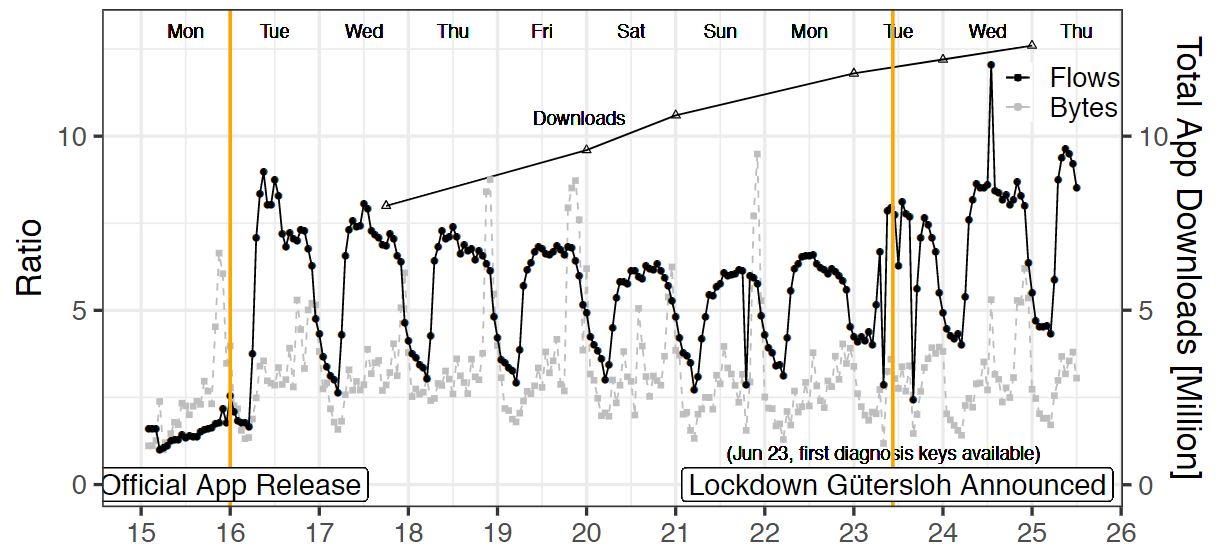 Mon Tue Wed Thu Fri Sat Sun Mon Tue Wed Thu
Flows
Bytes
Downloads
Ratio
10
5
0
Total App Downloads [Million]
10
5
0
(Jun 23, first diagnosis keys available)
Official App Release
Lockdown Gütersloh Announced
15 16 17 18 19 20 21 22 23 24 25 26